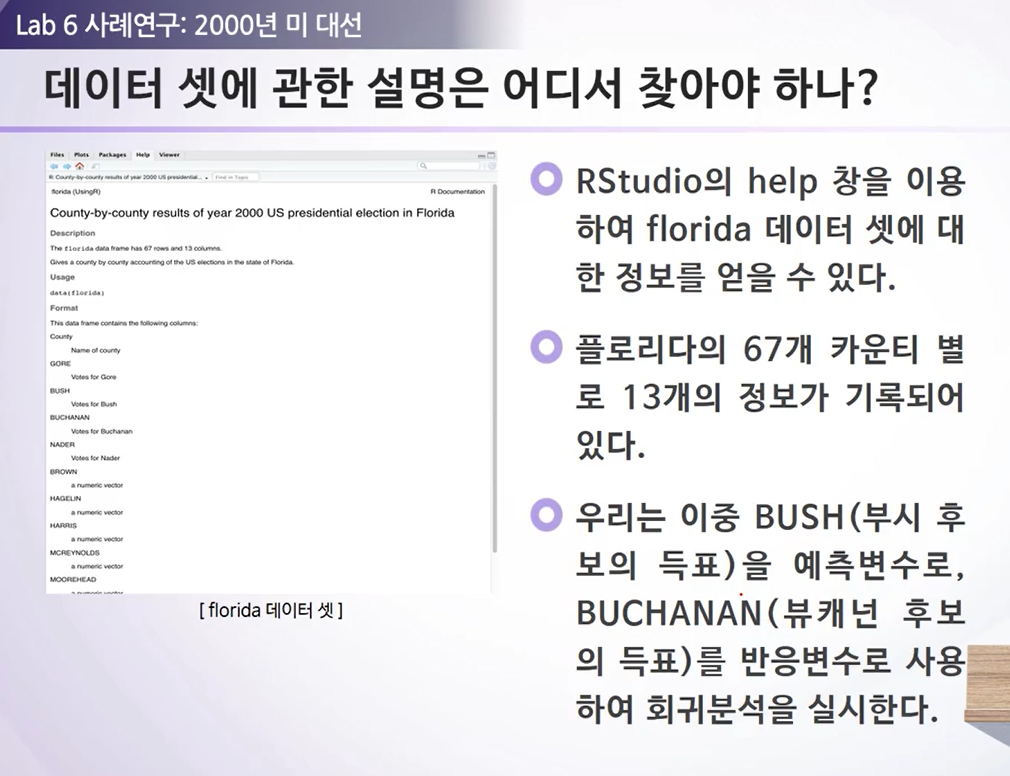 Lab 6 사례연구: 2000년 미 대선
데이터 셋에 관한 설명은 어디서 찾아야 하나?
Files Plots Packages Help Viewer
R: County-by-county results of year 2000 US presidential... Find in Topic
florida {UsingR} R Documentation
County-by-county results of year 2000 US presidential election in Florida
Description
The florida data frame has 67 rows and 13 columns.
Gives a county by county accounting of the US elections in the state of Florida.
Usage
data(florida)
Format
This data frame contains the following columns:
County
Name of county
GORE
Votes for Gore
BUSH
Votes for Bush
BUCHANAN
Votes for Buchanan
NADER
Votes for Nader
BROWN
a numeric vector
HAGELIN
a numeric vector
HARRIS
a numeric vector
MCREYNOLDS
a numeric vector
MOOREHEAD
a numeric vector
[ florida 데이터 셋 ]
RStudio의 help 창을 이용
하여 florida 데이터 셋에 대
한 정보를 얻을 수 있다.
플로리다의 67개 카운티 별
로 13개의 정보가 기록되어
있다.
우리는 이중 BUSH(부시 후
보의 득표)을 예측변수로,
BUCHANAN(뷰캐넌 후보
의 득표)를 반응변수로 사용
하여 회귀분석을 실시한다.